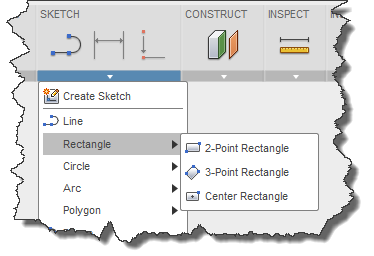 SKETCH CONSTRUCT INSPECT
Create Sketch
Line
Rectangle
2-Point Rectangle
Circle
3-Point Rectangle
Arc
Center Rectangle
Polygon